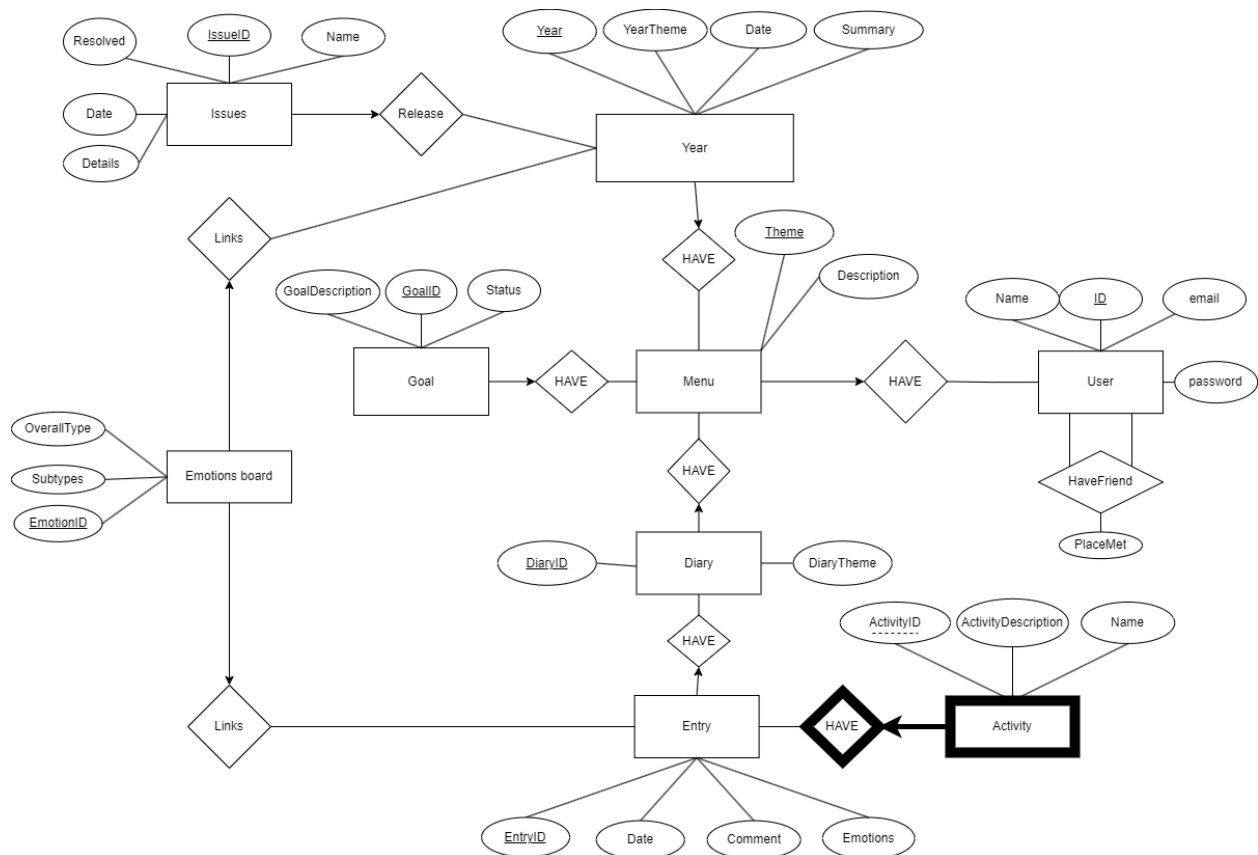 Resolved
IssueID
Name
Year
YearTheme
Date
Summary
Date
Issues
Release
Details
Year
Links
HAVE
Theme
Description
GoalDescription
GoalID
Status
Name
ID
email
Goal
HAVE
Menu
HAVE
User
password
OverallType
Subtypes
EmotionID
Emotions board
HAVE
HaveFriend
PlaceMet
DiaryID
Diary
DiaryTheme
HAVE
ActivityID
ActivityDescription
Name
Links
Entry
HAVE
Activity
EntryID
Date
Comment
Emotions